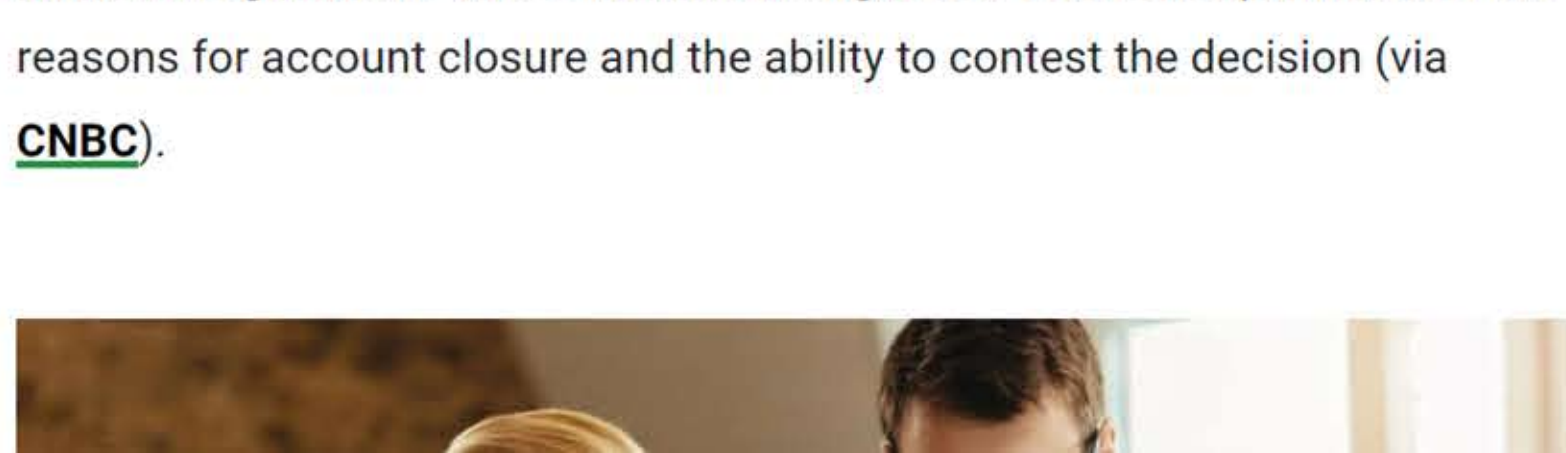 reasons for account closure and the ability to contest the decision (via
CNBC).